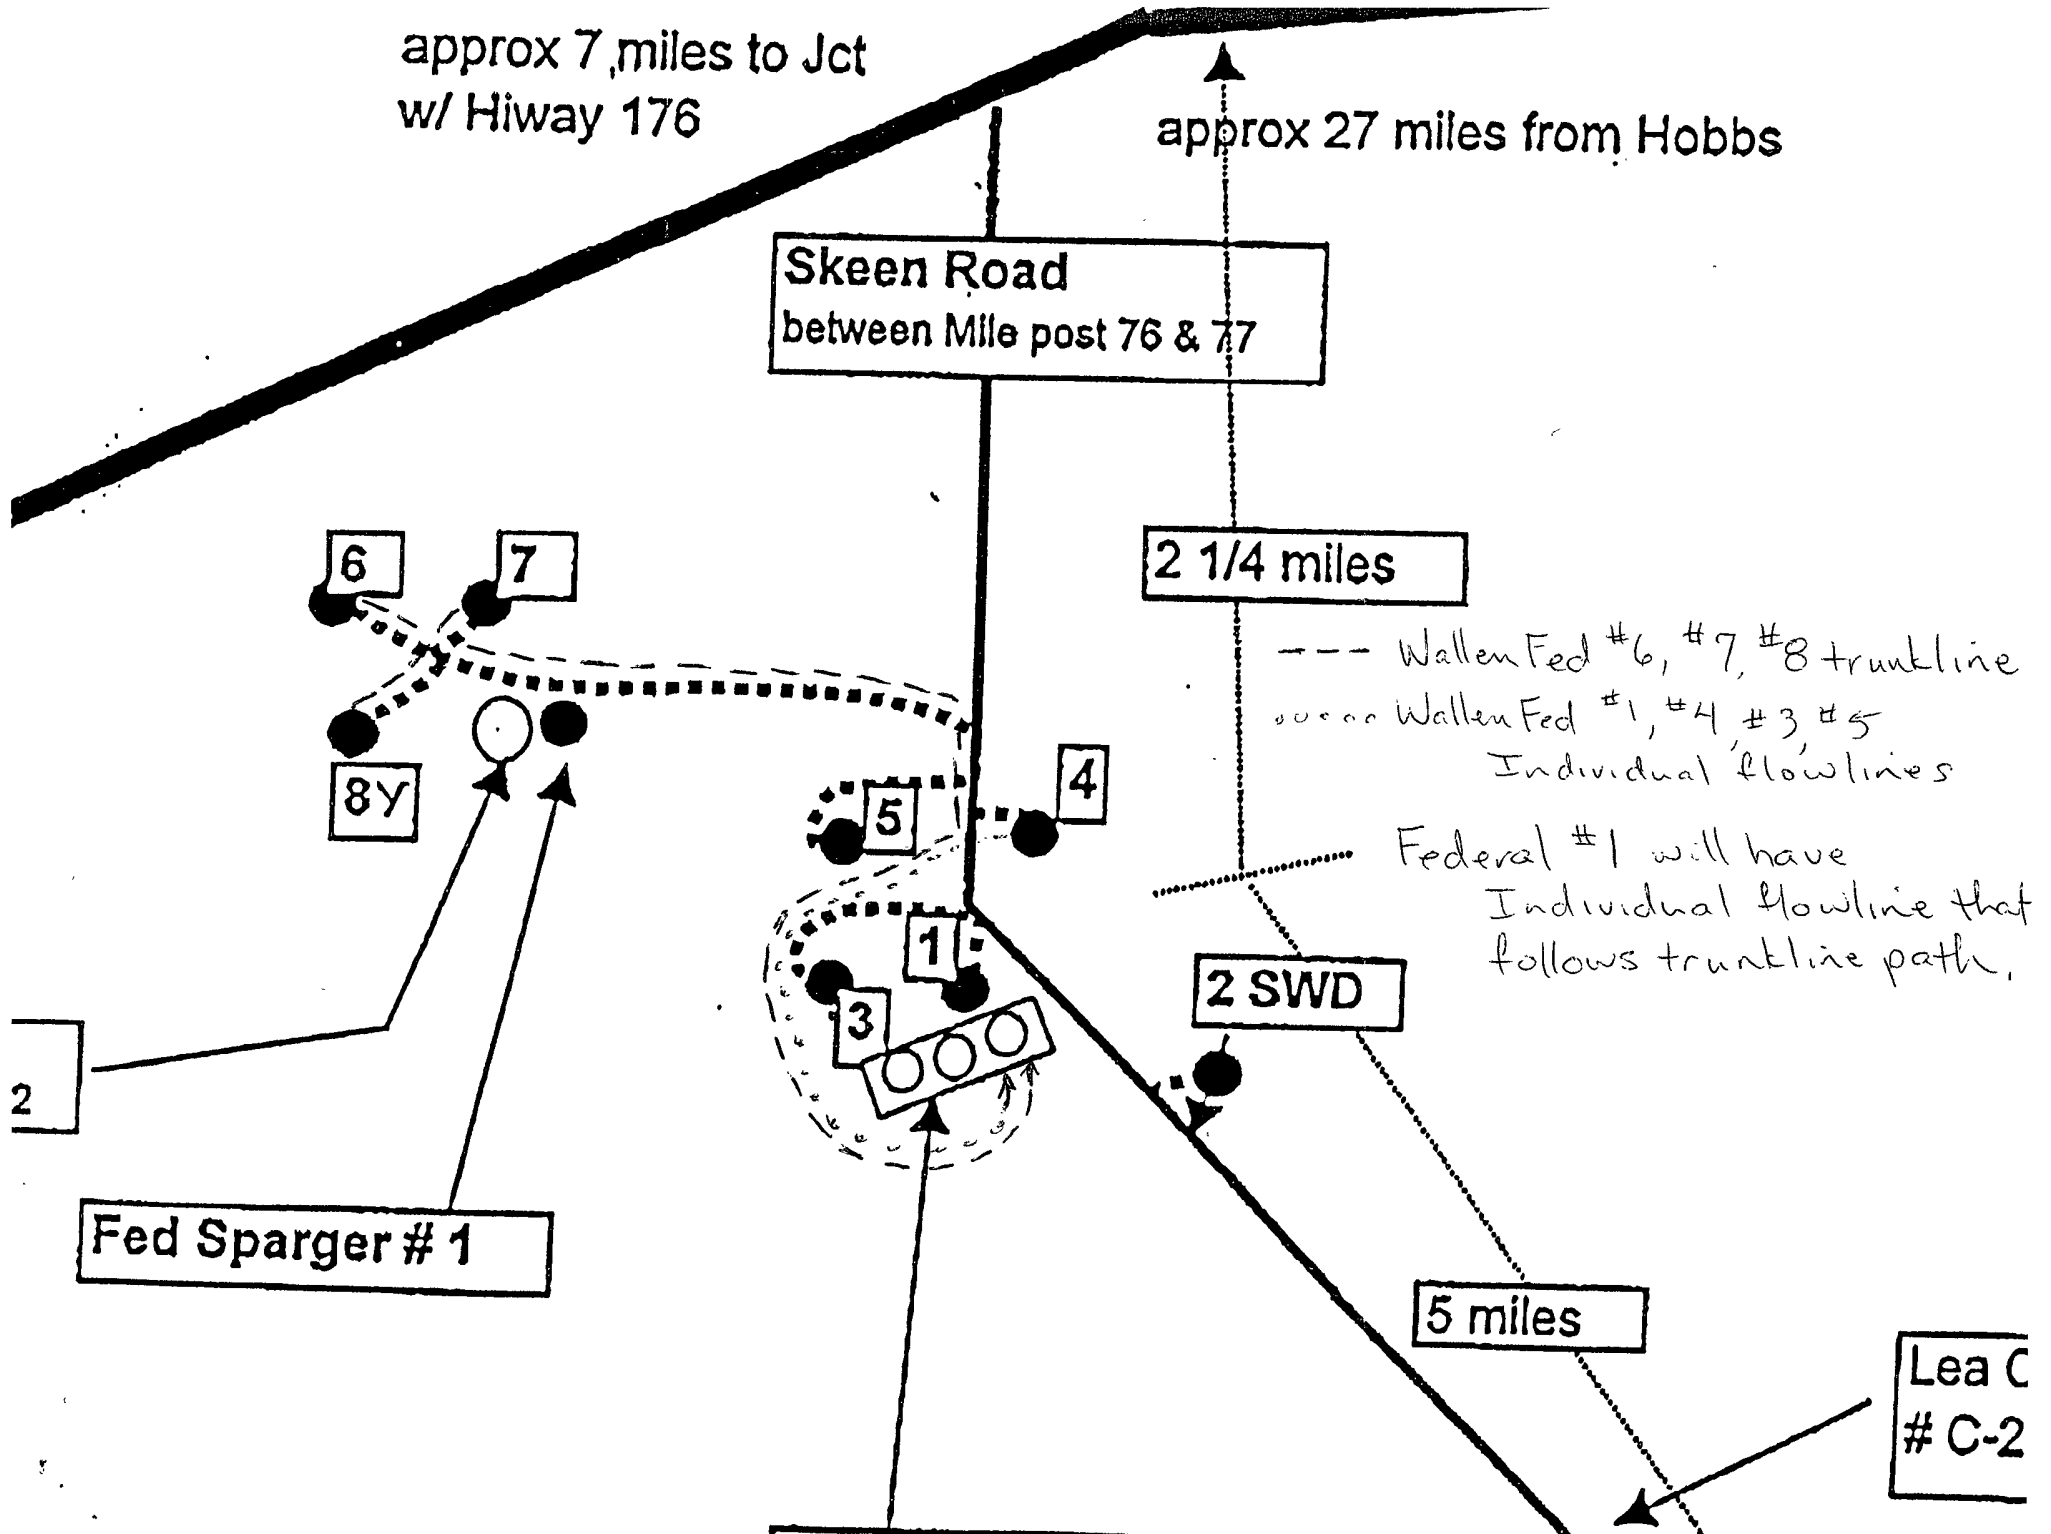 approx 7 miles to Jct
w/ Hiway 176
approx 27 miles from Hobbs
Skeen Road
between Mile post 76 & 77
6
7
2 1/4 miles
--- Wallen Fed #6, #7, #8 trunkline
Wallen Fed #1, #4, #3, #5
Individual flowlines
8Y
5
4
Federal #1 will have
Individual flowline that
follows trunkline path.
1
2 SWD
3
2
Fed Sparger # 1
5 miles
Lea C
# C-2